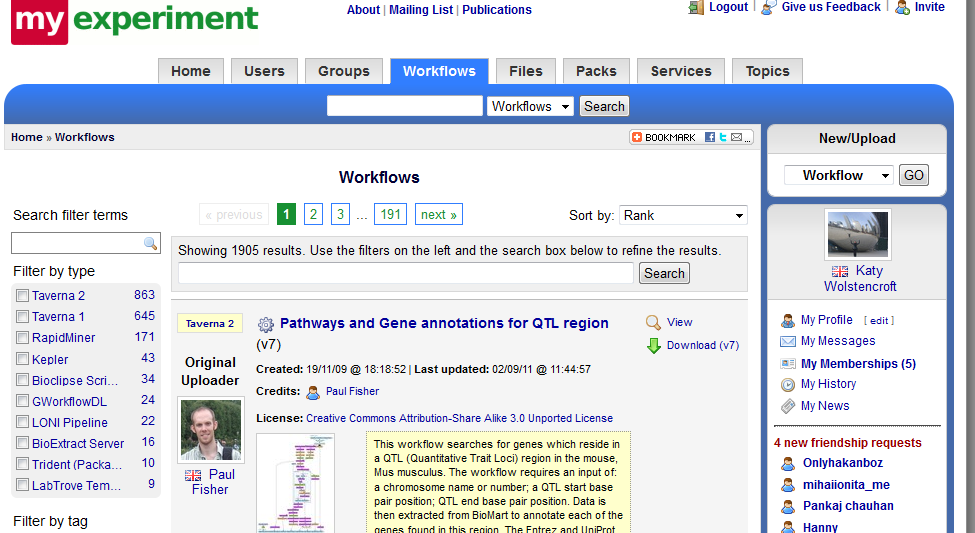 my experiment
About | Mailing List | Publications
Logout | Give us Feedback | Invite
Home Users Groups Workflows Files Packs Services Topics
Workflows Search
Home » Workflows
BOOKMARK ...
New/Upload
Workflow GO
Workflows
Search filter terms
« previous 1 2 3 ... 191 next »
Sort by: Rank
Showing 1905 results. Use the filters on the left and the search box below to refine the results.
Search
Filter by type
Taverna 2 863
Taverna 1 645
RapidMiner 171
Kepler 43
Bioclipse Scri... 34
GWorkflowDL 24
LONI Pipeline 22
BioExtract Server 16
Trident (Packa... 10
LabTrove Tem... 9
Filter by tag
Taverna 2
Original
Uploader
Paul
Fisher
Pathways and Gene annotations for QTL region
(v7)
Created: 19/11/09 @ 18:18:52 | Last updated: 02/09/11 @ 11:44:57
Credits: Paul Fisher
License: Creative Commons Attribution-Share Alike 3.0 Unported License
This workflow searches for genes which reside in
a QTL (Quantitative Trait Loci) region in the mouse,
Mus musculus. The workflow requires an input of:
a chromosome name or number; a QTL start base
pair position; QTL end base pair position. Data is
then extracted from BioMart to annotate each of the
genes found in this region. The Entrez and UniProt
View
Download (v7)
Katy
Wolstencroft
My Profile [ edit ]
My Messages
My Memberships (5)
My History
My News
4 new friendship requests
Onlyhakanboz
mihaiionita_me
Pankaj chauhan
Hanny